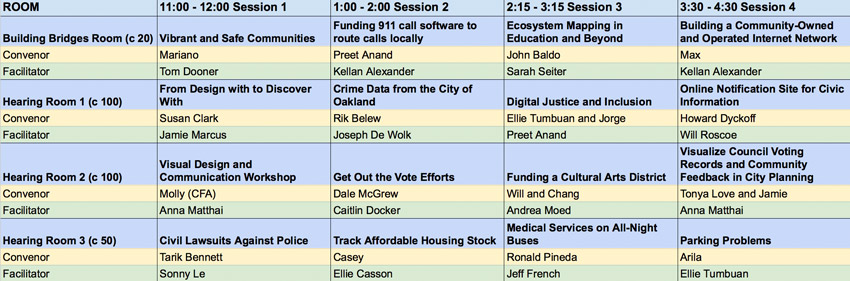 ROOM 11:00 - 12:00 Session 1 1:00 - 2:00 Session 2 2:15 - 3:15 Session 3 3:30 - 4:30 Session 4
Building Bridges Room (c 20) Vibrant and Safe Communities Funding 911 call software to route calls locally Ecosystem Mapping in Education and Beyond Building a Community-Owned and Operated Internet Network
Convenor Mariano Preet Anand John Baldo Max
Facilitator Tom Dooner Kellan Alexander Sarah Seiter Kellan Alexander
Hearing Room 1 (c 100) From Design with to Discover With Crime Data from the City of Oakland Digital Justice and Inclusion Online Notification Site for Civic Information
Convenor Susan Clark Rik Belew Ellie Tumbuan and Jorge Howard Dyckoff
Facilitator Jamie Marcus Joseph De Wolk Preet Anand Will Roscoe
Hearing Room 2 (c 100) Visual Design and Communication Workshop Get Out the Vote Efforts Funding a Cultural Arts District Visualize Council Voting Records and Community Feedback in City Planning
Convenor Molly (CFA) Dale McGrew Will and Chang Tonya Love and Jamie
Facilitator Anna Matthai Caitlin Docker Andrea Moed Anna Matthai
Hearing Room 3 (c 50) Civil Lawsuits Against Police Track Affordable Housing Stock Medical Services on All-Night Buses Parking Problems
Convenor Tarik Bennett Casey Ronald Pineda Arila
Facilitator Sonny Le Ellie Casson Jeff French Ellie Tumbuan